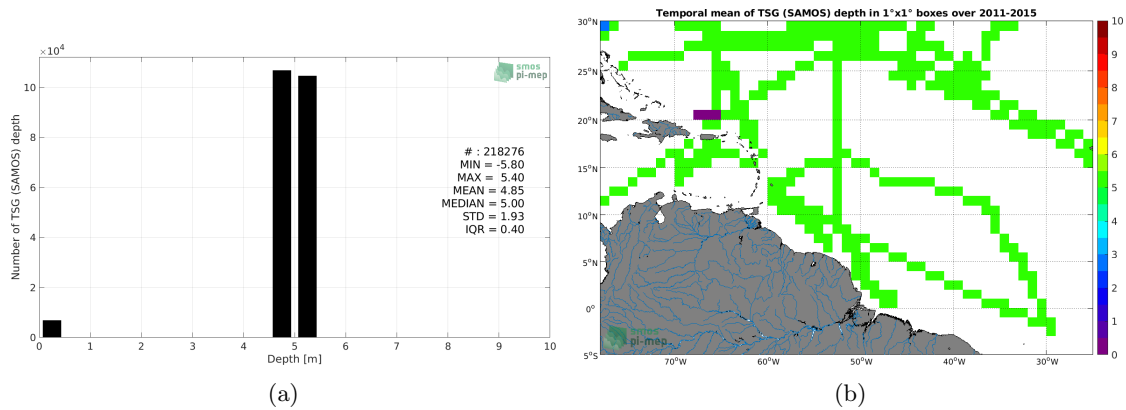 ×10⁴
10
8
6
4
2
0
Number of TSG (SAMOS) depth
0 1 2 3 4 5 6 7 8 9 10
Depth [m]
smos
pi-mep
# : 218276
MIN = -5.80
MAX = 5.40
MEAN = 4.85
MEDIAN = 5.00
STD = 1.93
IQR = 0.40
(a)
Temporal mean of TSG (SAMOS) depth in 1°x1° boxes over 2011-2015
30°N
25°N
20°N
15°N
10°N
5°N
0°
5°S
70°W 60°W 50°W 40°W 30°W
smos
pi-mep
10
9
8
7
6
5
4
3
2
1
0
(b)